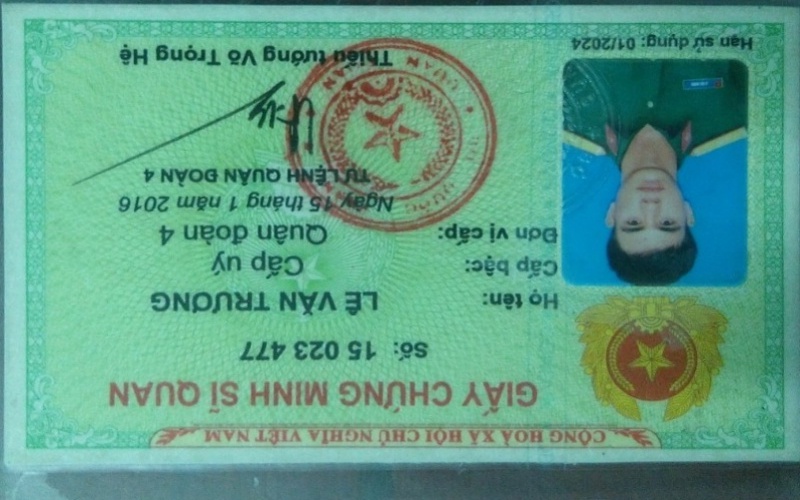 CỘNG HOÀ XÃ HỘI CHỦ NGHĨA VIỆT NAM
GIẤY CHỨNG MINH SĨ QUAN
Số: 15 023 477
Họ tên: LÊ VĂN TRƯƠNG
Cấp bậc: Cấp uý
Đơn vị cấp: Quân đoàn 4
Ngày 15 tháng 1 năm 2016
TƯ LỆNH QUÂN ĐOÀN 4
Thiếu tướng Võ Trọng Hệ
Hạn sử dụng: 01/2024